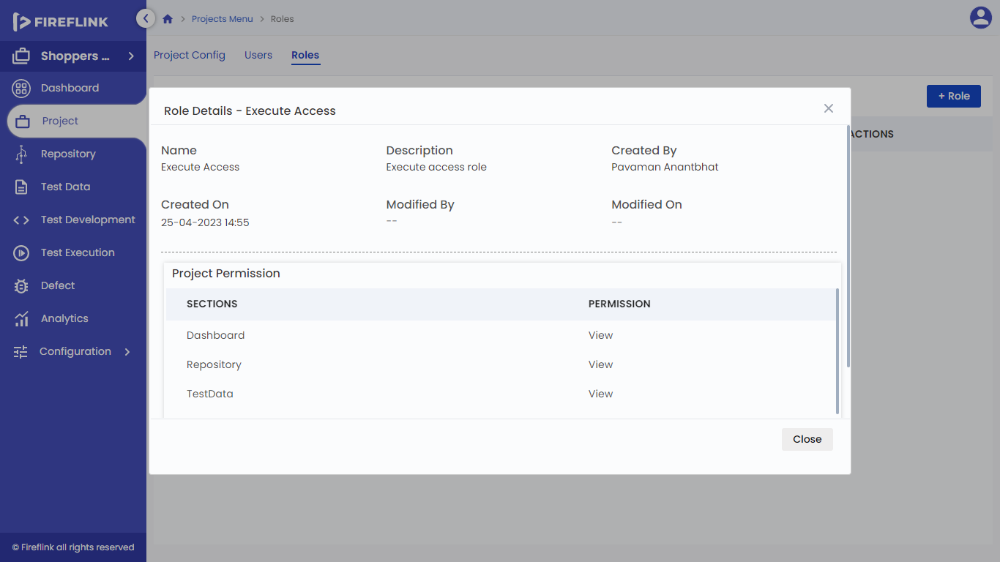 FIREFLINK
Projects Menu
Roles
Shoppers ...
Project Config
Users
Roles
Dashboard
Project
Repository
Test Data
Test Development
Test Execution
Defect
Analytics
Configuration
© Fireflink all rights reserved
+ Role
ACTIONS
Role Details - Execute Access
Name
Execute Access
Description
Execute access role
Created By
Pavaman Anantbhat
Created On
25-04-2023 14:55
Modified By
--
Modified On
--
Project Permission
SECTIONS
PERMISSION
Dashboard
View
Repository
View
TestData
View
Close